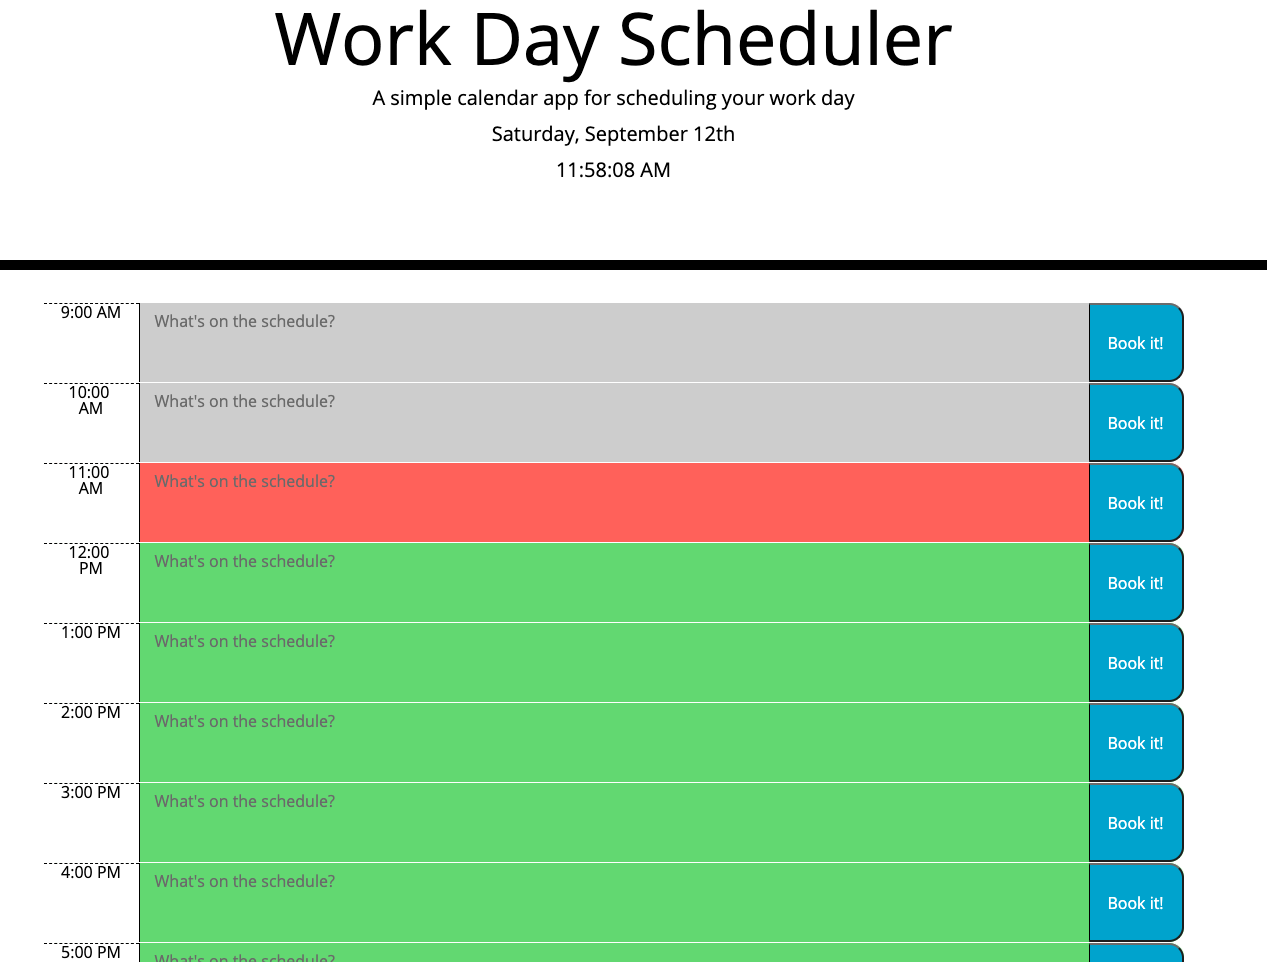 Work Day Scheduler
A simple calendar app for scheduling your work day
Saturday, September 12th
11:58:08 AM
9:00 AM
What's on the schedule?
Book it!
10:00
AM
What's on the schedule?
Book it!
11:00
AM
What's on the schedule?
Book it!
12:00
PM
What's on the schedule?
Book it!
1:00 PM
What's on the schedule?
Book it!
2:00 PM
What's on the schedule?
Book it!
3:00 PM
What's on the schedule?
Book it!
4:00 PM
What's on the schedule?
Book it!
5:00 PM
What's on the schedule?